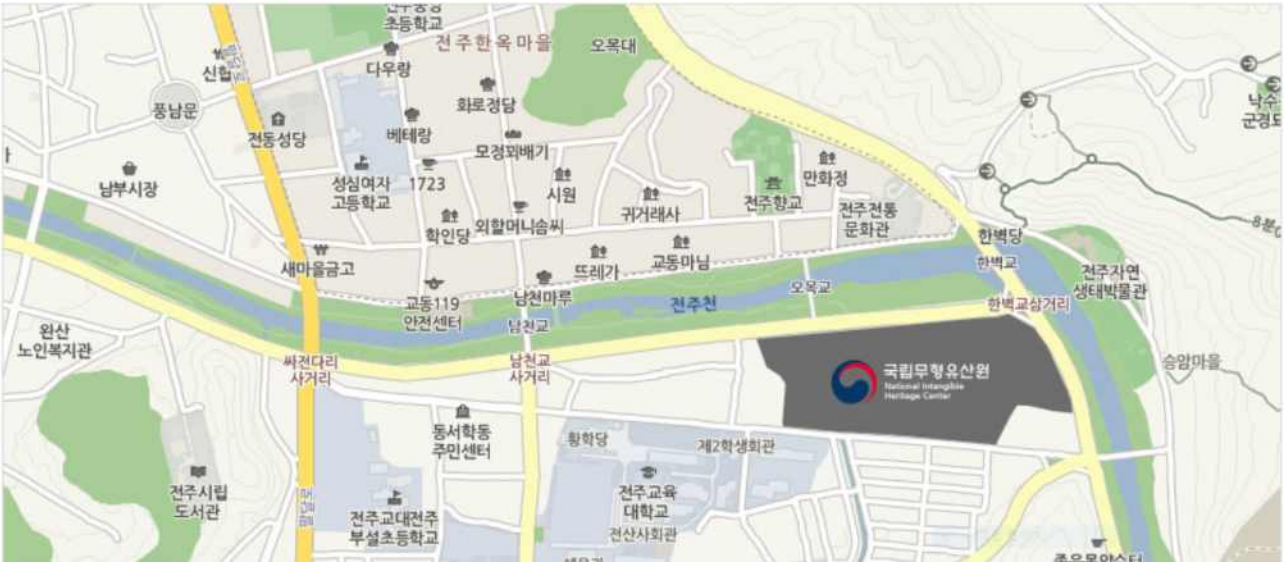 초등학교
전주한옥마을
오목대
신협
다우랑
화로정담
풍남문
전동성당
베테랑
모정꽈배기
낙수
군경묘
남부시장
성심여자
고등학교
1723
시원
만화정
전주향교
귀거래사
외할머니솜씨
학인당
전주전통
문화관
한벽당
새마을금고
뜨레가
교동마님
한벽교
전주자연
생태박물관
교동119
안전센터
남천마루
전주천
오목교
한벽교삼거리
남천교
완산
노인복지관
싸전다리
사거리
남천교
사거리
국립무형유산원
National Intangible
Heritage Center
승암마을
동서학동
주민센터
황학당
제2학생회관
전주시립
도서관
전주교육
대학교
전주교대전주
부설초등학교
전산사회관